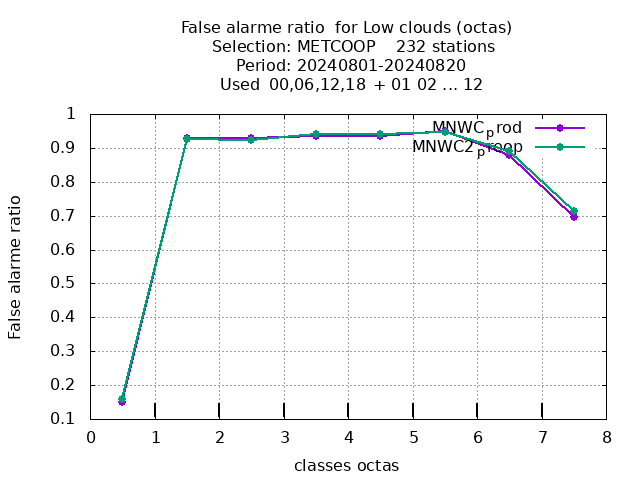 False alarme ratio  for Low clouds (octas)
Selection: METCOOP    232 stations
Period: 20240801-20240820
Used  00,06,12,18  + 01 02 ... 12
MNWC_prod
MNWC2_preop
False alarme ratio
1
0.9
0.8
0.7
0.6
0.5
0.4
0.3
0.2
0.1
0 1 2 3 4 5 6 7 8
classes octas